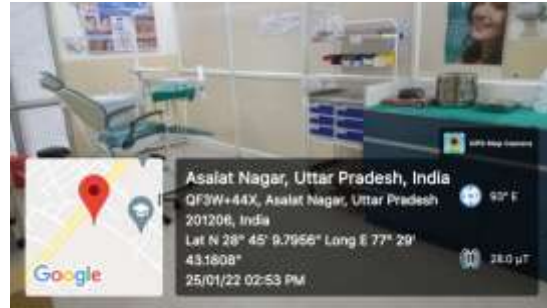 GPS Map Camera
Asalat Nagar, Uttar Pradesh, India
QF3W+44X, Asalat Nagar, Uttar Pradesh
201206, India
Lat N 28° 45' 9.7956" Long E 77° 29'
43.1808"
25/01/22 02:53 PM
93° E
38.0 µT
Google